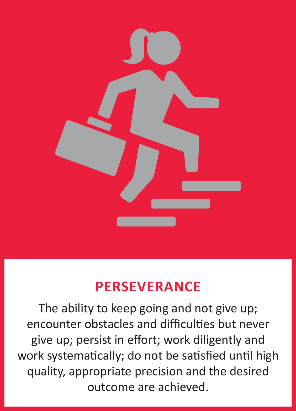 PERSEVERANCE
The ability to keep going and not give up;
encounter obstacles and difficulties but never
give up; persist in effort; work diligently and
work systematically; do not be satisfied until high
quality, appropriate precision and the desired
outcome are achieved.